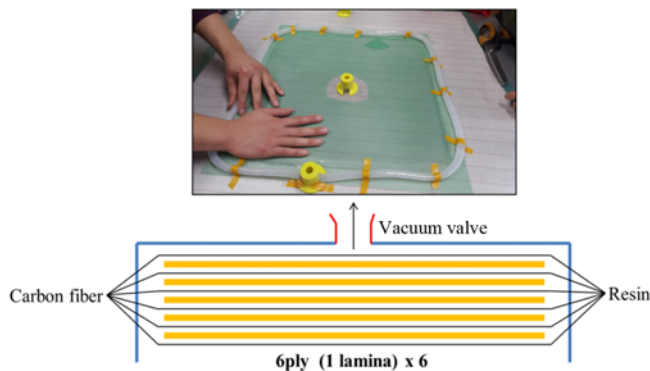 Vacuum valve
Carbon fiber
Resin
6ply (1 lamina) x 6